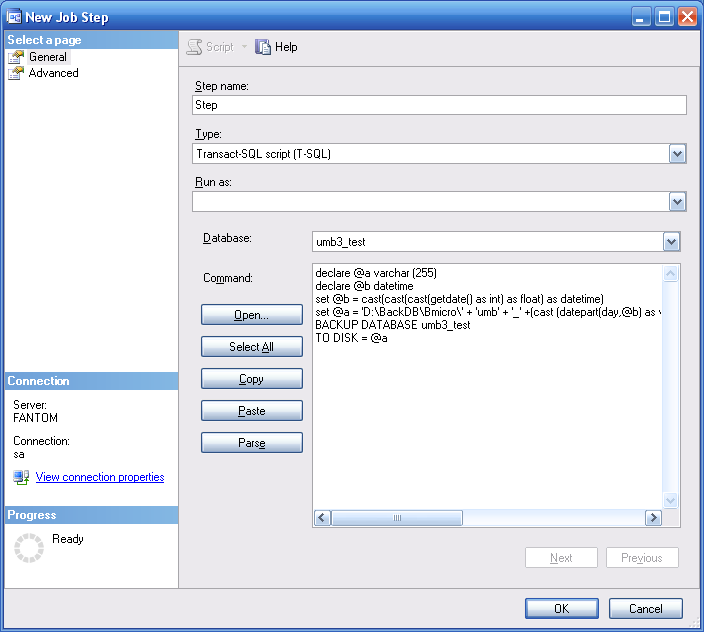 New Job Step
Select a page
General
Advanced
Script
Help
Step name:
Step
Type:
Transact-SQL script (T-SQL)
Run as:
Database:
umb3_test
Command:
declare @a varchar (255)
declare @b datetime
set @b = cast(cast(cast(getdate() as int) as float) as datetime)
set @a = 'D:\BackDB\Bmicro\' + 'umb' + '_' +(cast (datepart(day,@b) as
BACKUP DATABASE umb3_test
TO DISK = @a
Open...
Select All
Copy
Paste
Parse
Connection
Server:
FANTOM
Connection:
sa
View connection properties
Progress
Ready
Next
Previous
OK
Cancel